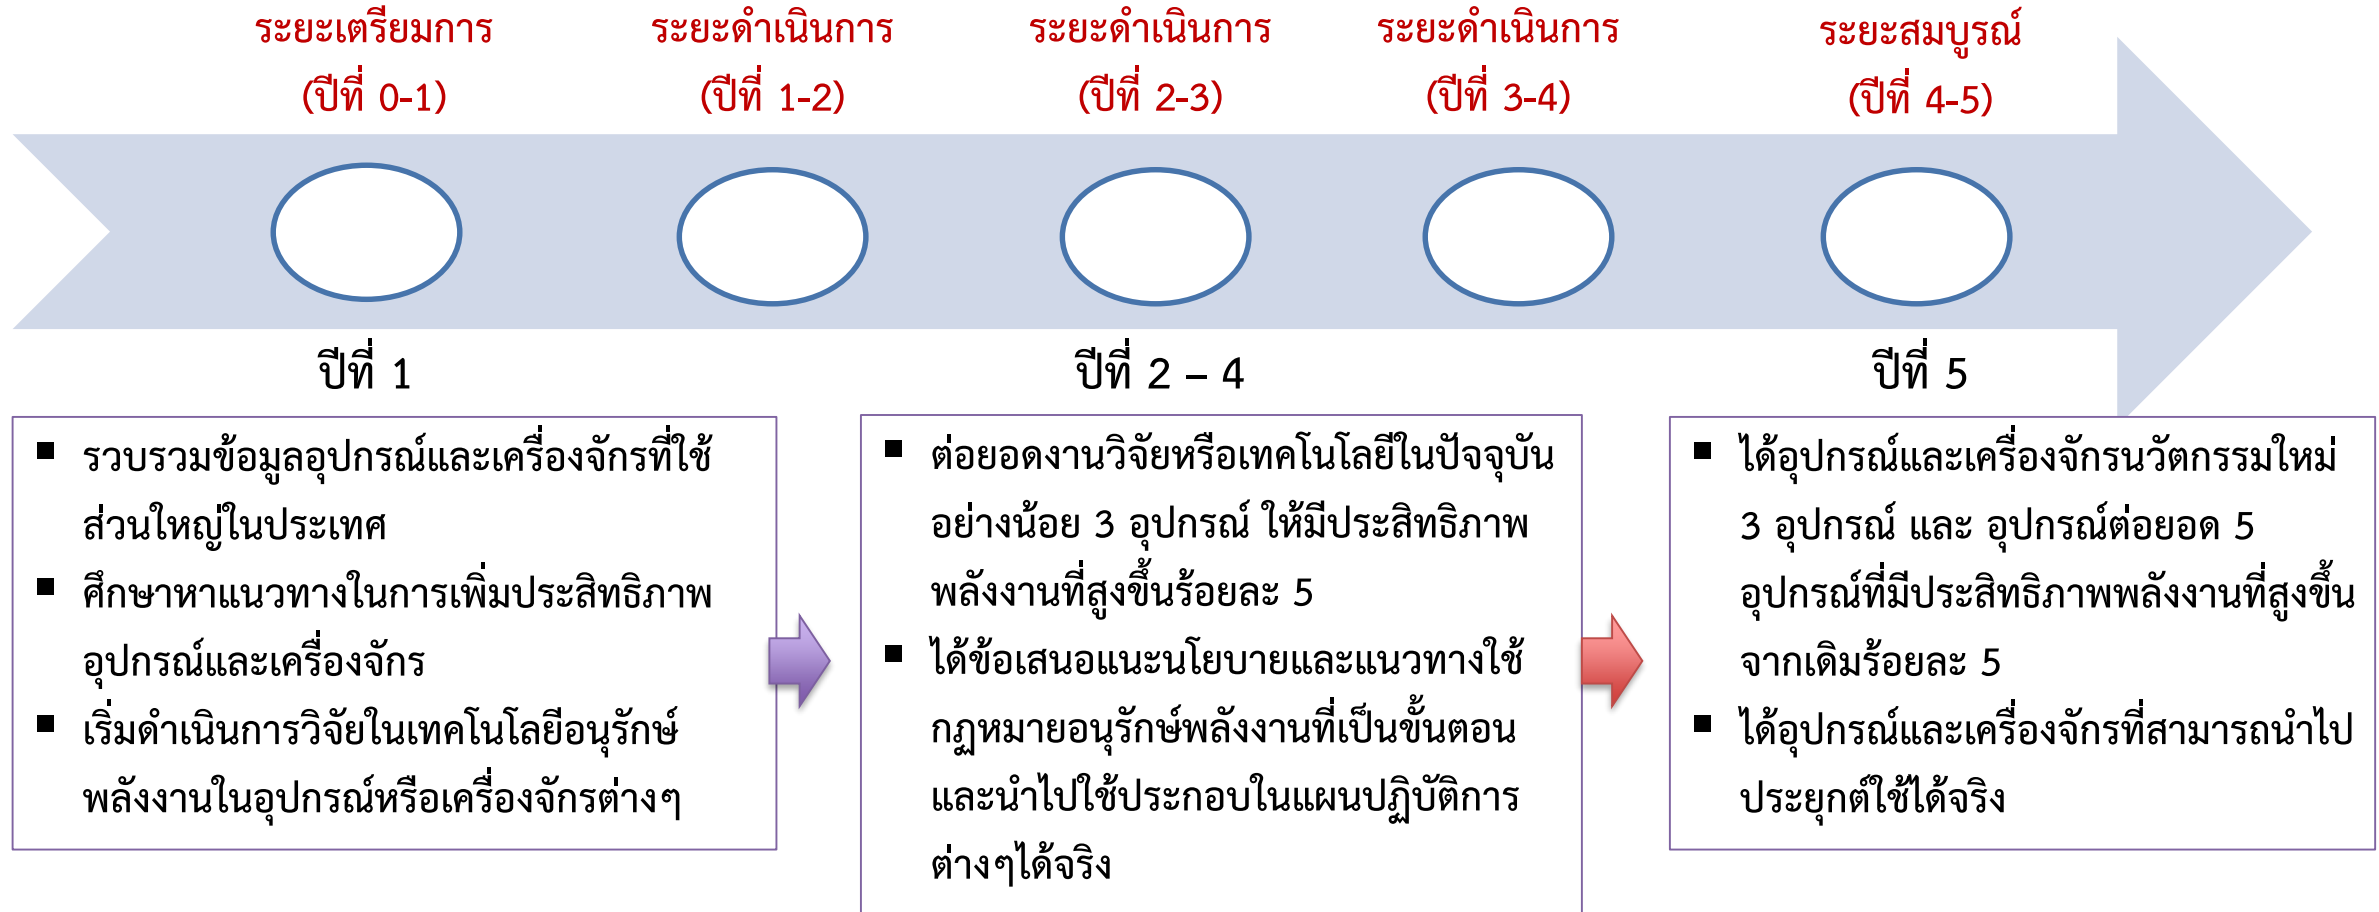 ระยะเตรียมการ
(ปีที่ 0-1)
ระยะดำเนินการ
(ปีที่ 1-2)
ระยะดำเนินการ
(ปีที่ 2-3)
ระยะดำเนินการ
(ปีที่ 3-4)
ระยะสมบูรณ์
(ปีที่ 4-5)
ปีที่ 1
▪ รวบรวมข้อมูลอุปกรณ์และเครื่องจักรที่ใช้
ส่วนใหญ่ในประเทศ
▪ ศึกษาหาแนวทางในการเพิ่มประสิทธิภาพ
อุปกรณ์และเครื่องจักร
▪ เริ่มดำเนินการวิจัยในเทคโนโลยีอนุรักษ์
พลังงานในอุปกรณ์หรือเครื่องจักรต่างๆ
ปีที่ 2 – 4
▪ ต่อยอดงานวิจัยหรือเทคโนโลยีในปัจจุบัน
อย่างน้อย 3 อุปกรณ์ ให้มีประสิทธิภาพ
พลังงานที่สูงขึ้นร้อยละ 5
▪ ได้ข้อเสนอแนะนโยบายและแนวทางใช้
กฏหมายอนุรักษ์พลังงานที่เป็นขั้นตอน
และนำไปใช้ประกอบในแผนปฏิบัติการ
ต่างๆได้จริง
ปีที่ 5
▪ ได้อุปกรณ์และเครื่องจักรนวัตกรรมใหม่
3 อุปกรณ์ และ อุปกรณ์ต่อยอด 5
อุปกรณ์ที่มีประสิทธิภาพพลังงานที่สูงขึ้น
จากเดิมร้อยละ 5
▪ ได้อุปกรณ์และเครื่องจักรที่สามารถนำไป
ประยุกต์ใช้ได้จริง